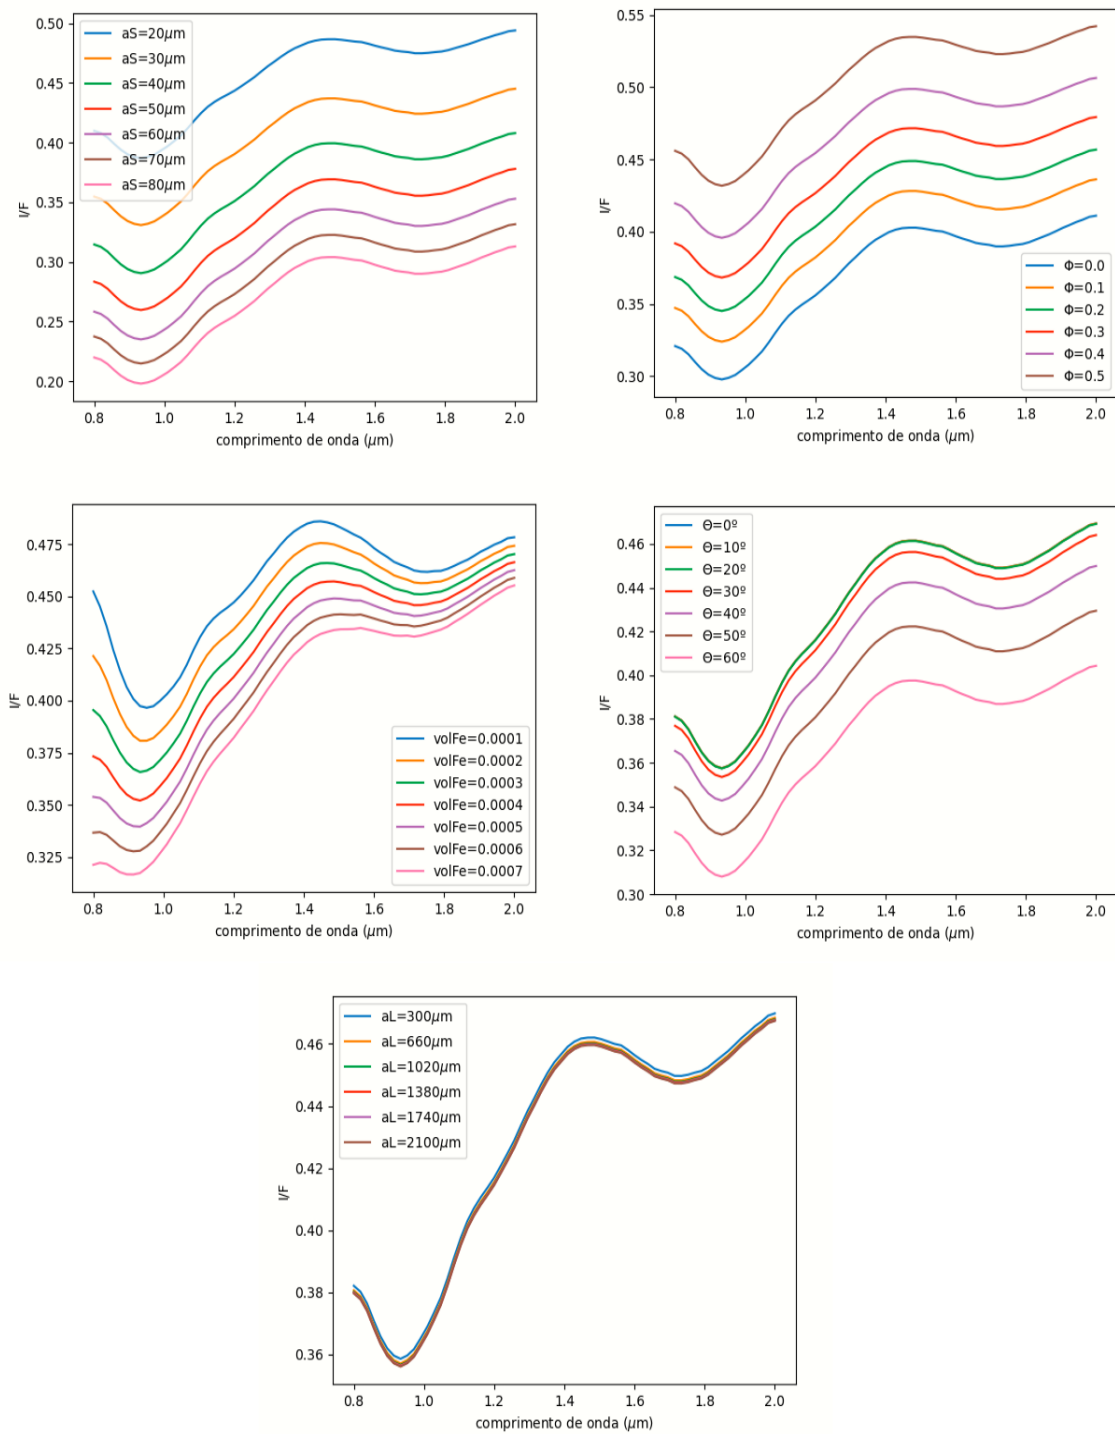 0.50
0.45
0.40
0.35
0.30
0.25
0.20
I/F
aS=20μm
aS=30μm
aS=40μm
aS=50μm
aS=60μm
aS=70μm
aS=80μm
0.8 1.0 1.2 1.4 1.6 1.8 2.0
comprimento de onda (μm)
0.55
0.50
0.45
0.40
0.35
0.30
I/F
Φ=0.0
Φ=0.1
Φ=0.2
Φ=0.3
Φ=0.4
Φ=0.5
0.8 1.0 1.2 1.4 1.6 1.8 2.0
comprimento de onda (μm)
0.475
0.450
0.425
0.400
0.375
0.350
0.325
I/F
volFe=0.0001
volFe=0.0002
volFe=0.0003
volFe=0.0004
volFe=0.0005
volFe=0.0006
volFe=0.0007
0.8 1.0 1.2 1.4 1.6 1.8 2.0
comprimento de onda (μm)
0.46
0.44
0.42
0.40
0.38
0.36
0.34
0.32
0.30
I/F
Θ=0º
Θ=10º
Θ=20º
Θ=30º
Θ=40º
Θ=50º
Θ=60º
0.8 1.0 1.2 1.4 1.6 1.8 2.0
comprimento de onda (μm)
0.46
0.44
0.42
0.40
0.38
0.36
I/F
aL=300μm
aL=660μm
aL=1020μm
aL=1380μm
aL=1740μm
aL=2100μm
0.8 1.0 1.2 1.4 1.6 1.8 2.0
comprimento de onda (μm)